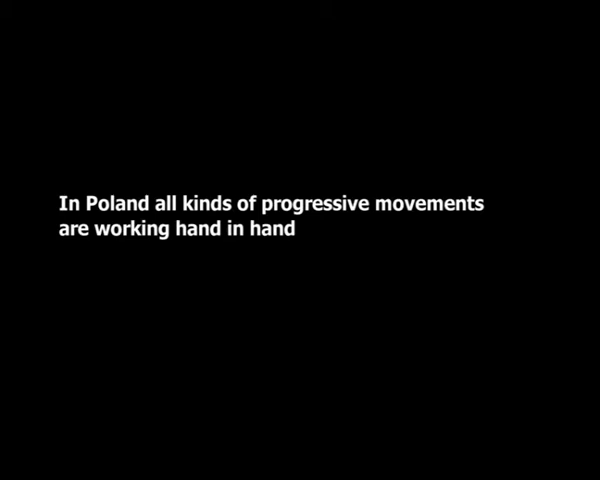 In Poland all kinds of progressive movements
are working hand in hand